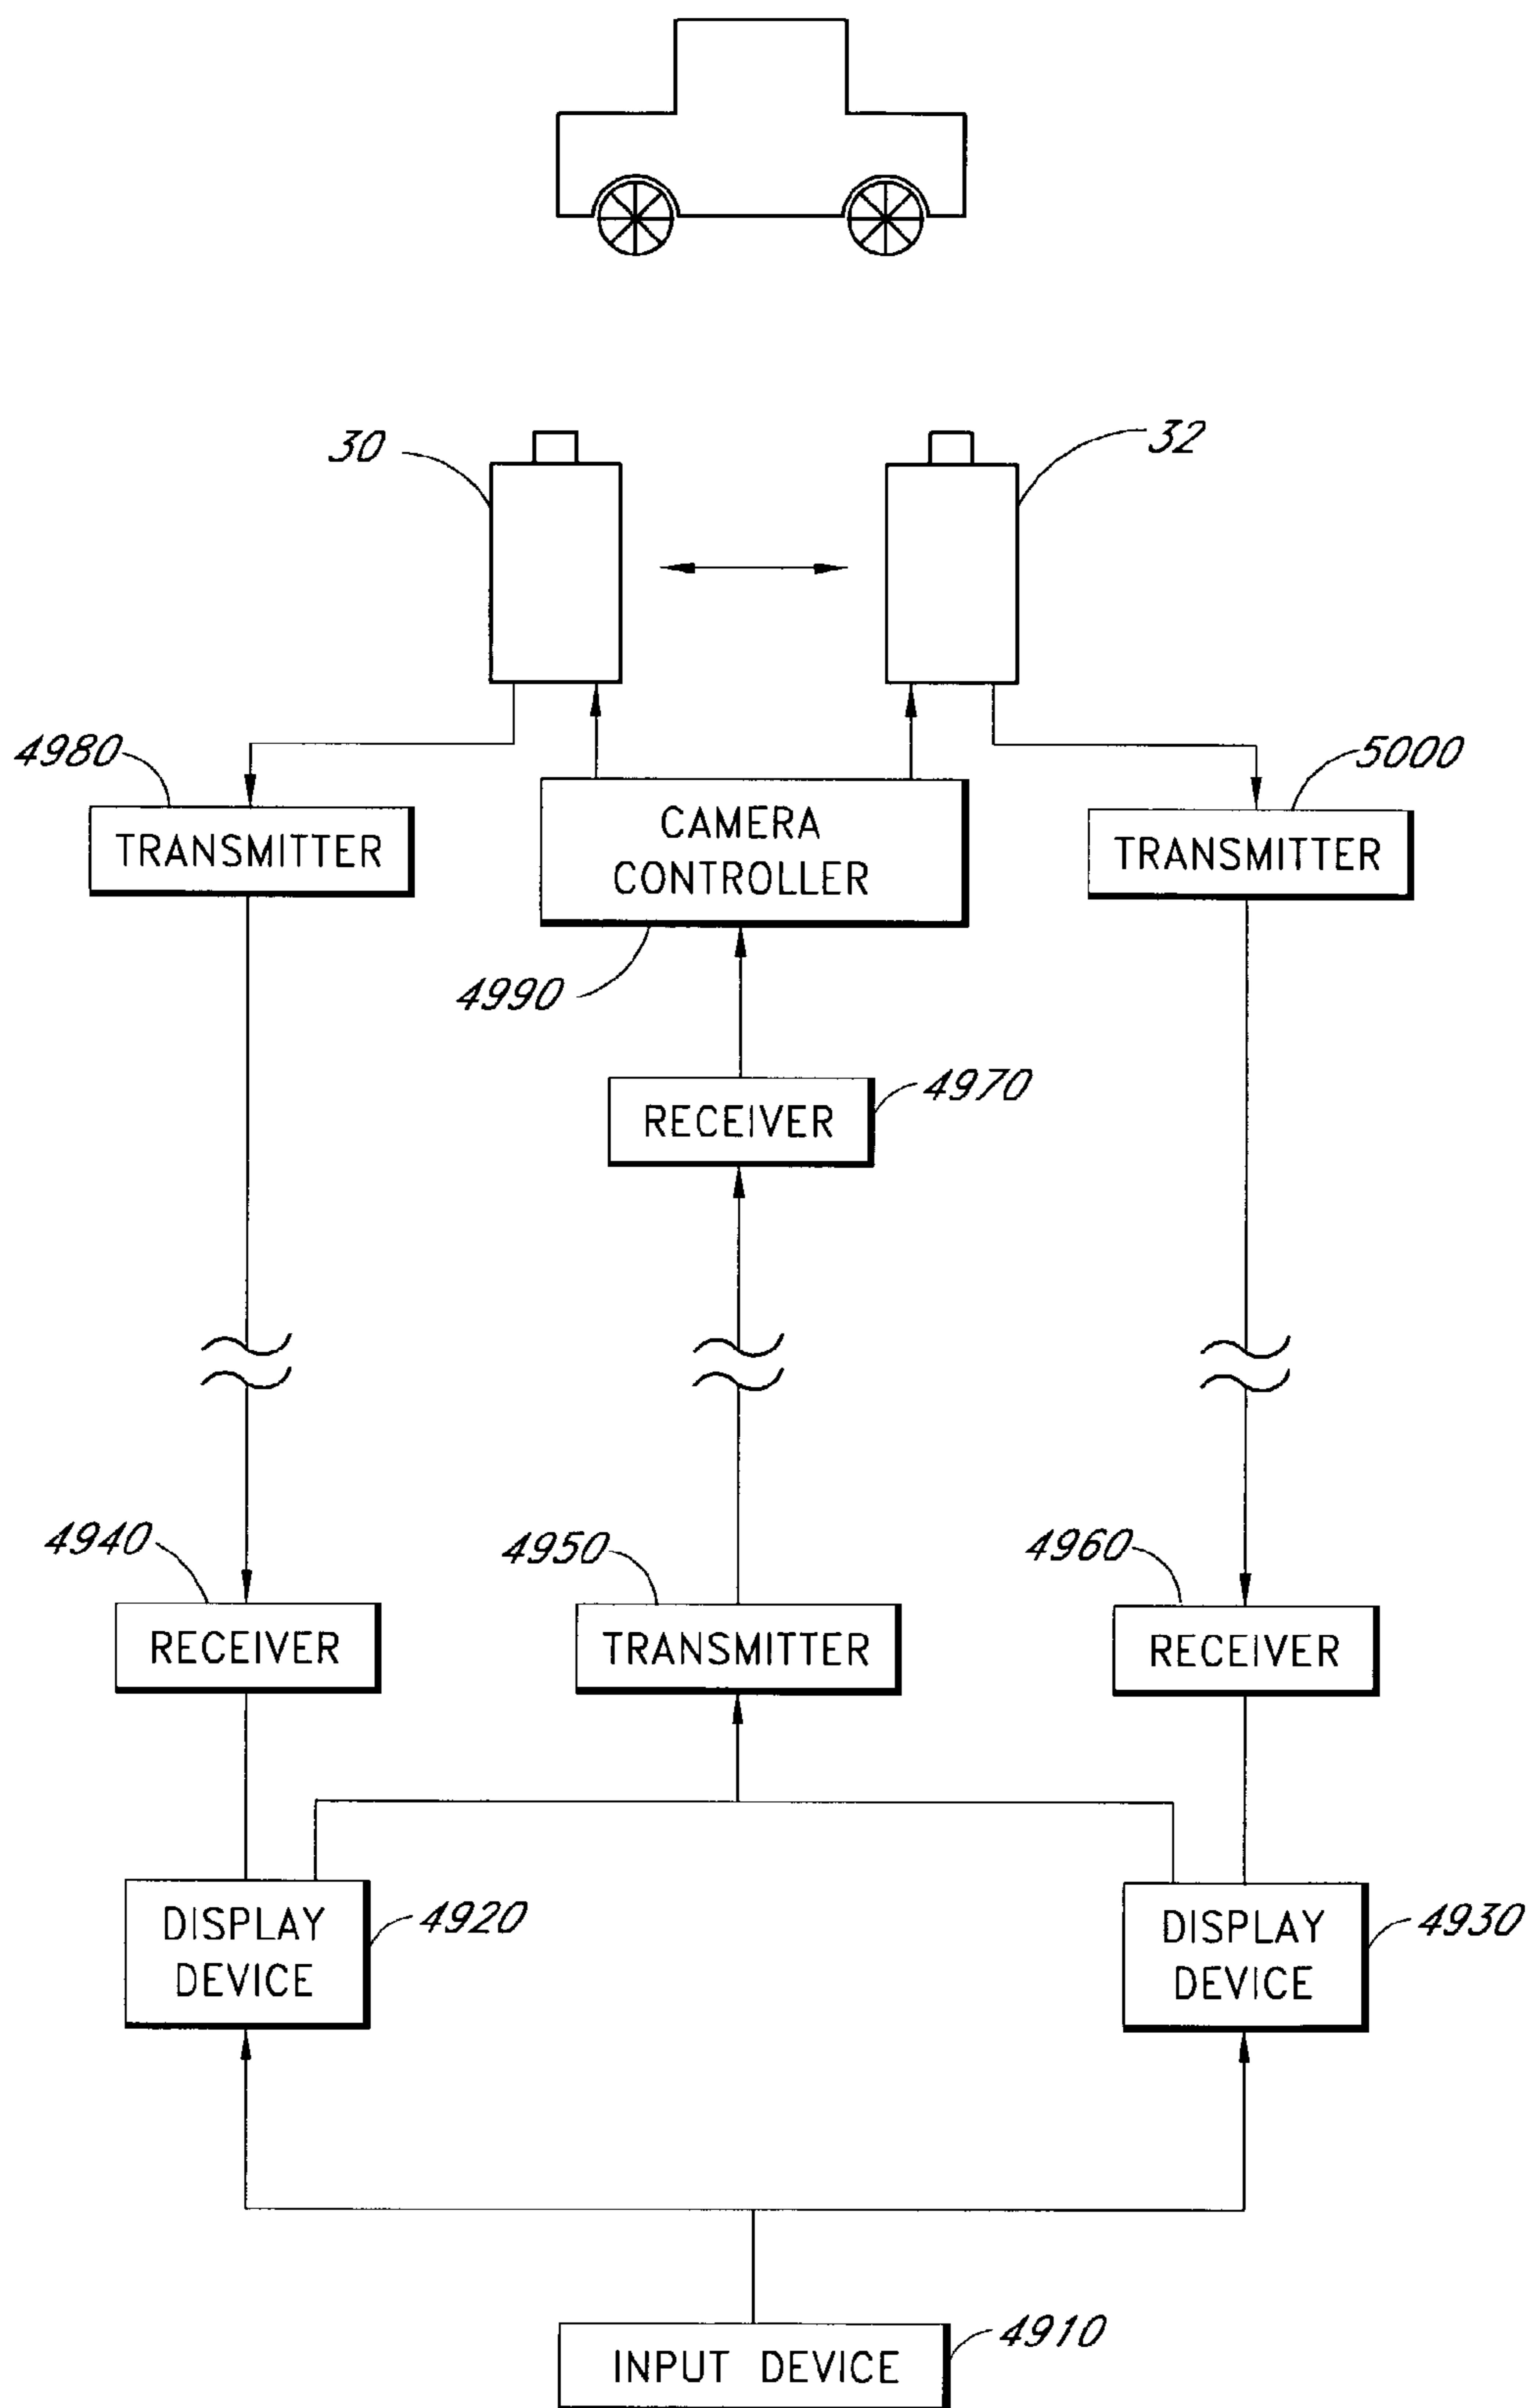 30
32
4980
5000
TRANSMITTER
CAMERA
CONTROLLER
TRANSMITTER
4990
4970
RECEIVER
4940
4950
4960
RECEIVER
TRANSMITTER
RECEIVER
DISPLAY
DEVICE
4920
DISPLAY
DEVICE
4930
4910
INPUT DEVICE